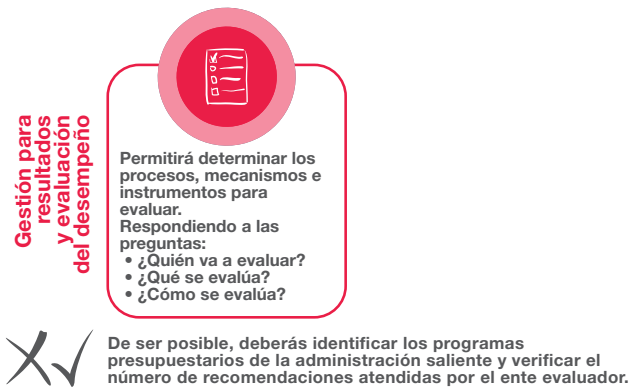 Gestión para
resultados
y evaluación
del desempeño
Permitirá determinar los
procesos, mecanismos e
instrumentos para
evaluar.
Respondiendo a las
preguntas:
• ¿Quién va a evaluar?
• ¿Qué se evalúa?
• ¿Cómo se evalúa?
De ser posible, deberás identificar los programas
presupuestarios de la administración saliente y verificar el
número de recomendaciones atendidas por el ente evaluador.